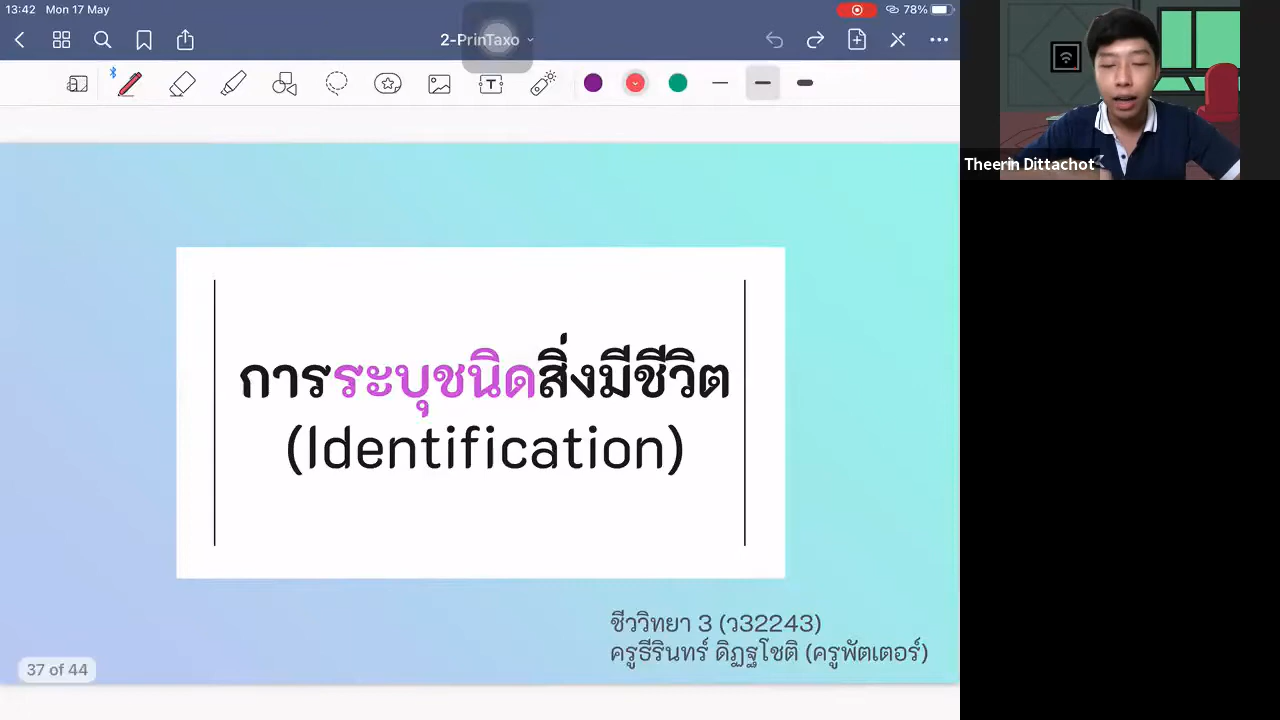 13:42 Mon 17 May
78%
2-PrinTaxo
T
Theerin Dittachot
การระบุชนิดสิ่งมีชีวิต
(Identification)
ชีววิทยา 3 (ว32243)
ครูธีรินทร์ ดิฏฐโชติ (ครูพัตเตอร์)
37 of 44